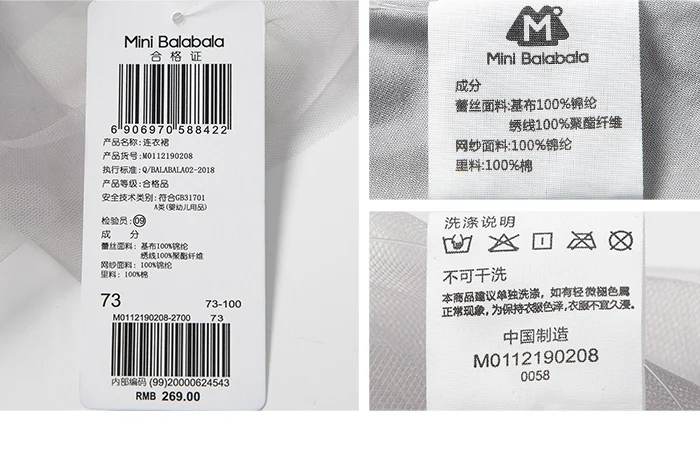 Mini Balabala
合格证
6 906970 588422
产品名称: 连衣裙
产品货号: M0112190208
执行标准: Q/BALABALA02-2018
产品等级: 合格品
安全技术类别: 符合GB31701
A类(婴幼儿用品)
检验员: 09
成 分
蕾丝面料: 基布100%锦纶
绣线100%聚酯纤维
网纱面料: 100%锦纶
里料: 100%棉
73 73-100
M0112190208-2700 73
内部编码 (99)20000624543
RMB 269.00
M
Mini Balabala
成分
蕾丝面料:基布100%锦纶
绣线100%聚酯纤维
网纱面料:100%锦纶
里料:100%棉
洗涤说明
不可干洗
本商品建议单独洗涤, 如有轻微褪色属
正常现象, 为保持衣服色泽, 衣服不宜久浸。
中国制造
M0112190208
0058